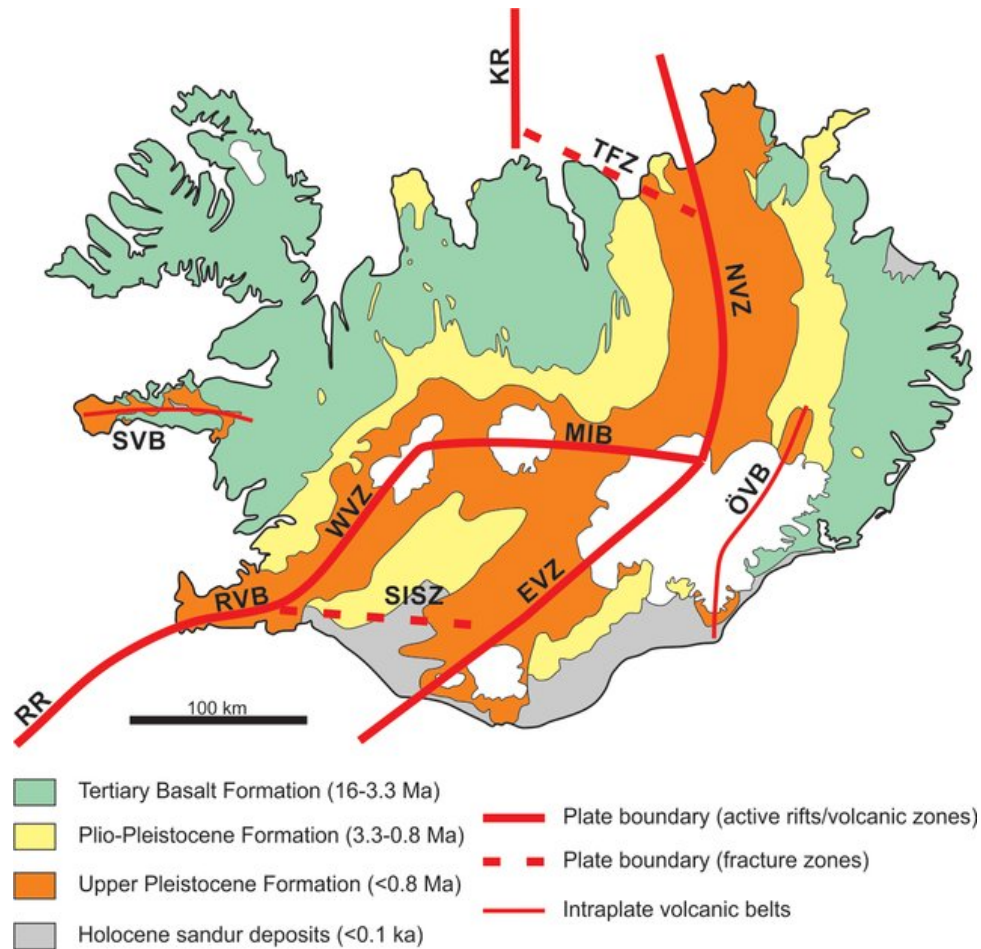 KR
TFZ
NVZ
SVB
MIB
WVZ
ÖVB
EVZ
RVB
SISZ
RR
100 km
Tertiary Basalt Formation (16-3.3 Ma)
Plio-Pleistocene Formation (3.3-0.8 Ma)
Upper Pleistocene Formation (<0.8 Ma)
Holocene sandur deposits (<0.1 ka)
Plate boundary (active rifts/volcanic zones)
Plate boundary (fracture zones)
Intraplate volcanic belts